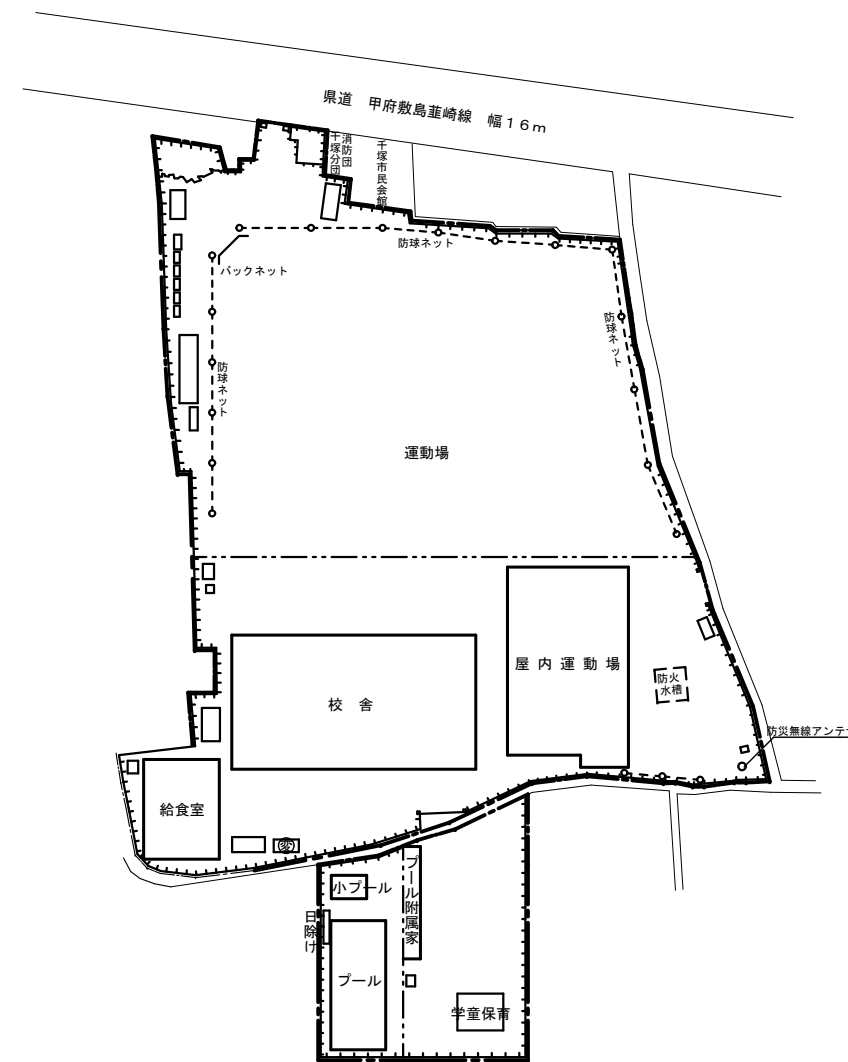 県道 甲府敷島韮崎線 幅16m
消防団
千塚分団
千塚市民会館
防球ネット
バックネット
防球ネット
防球ネット
運動場
屋内運動場
校舎
防火
水槽
防災無線アンテ
給食室
変
小プール
プール附属家
日除け
プール
学童保育